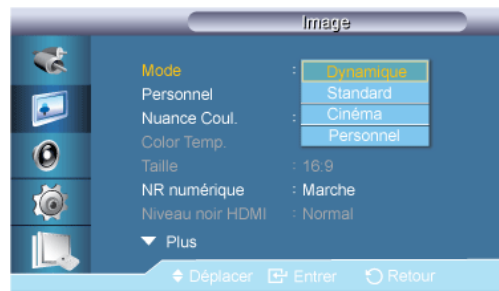 Image
Mode : Dynamique
Personnel Standard
Nuance Coul. : Cinéma
Color Temp. Personnel
Taille : 16:9
NR numérique : Marche
Niveau noir HDMI : Normal
Plus
Déplacer Entrer Retour